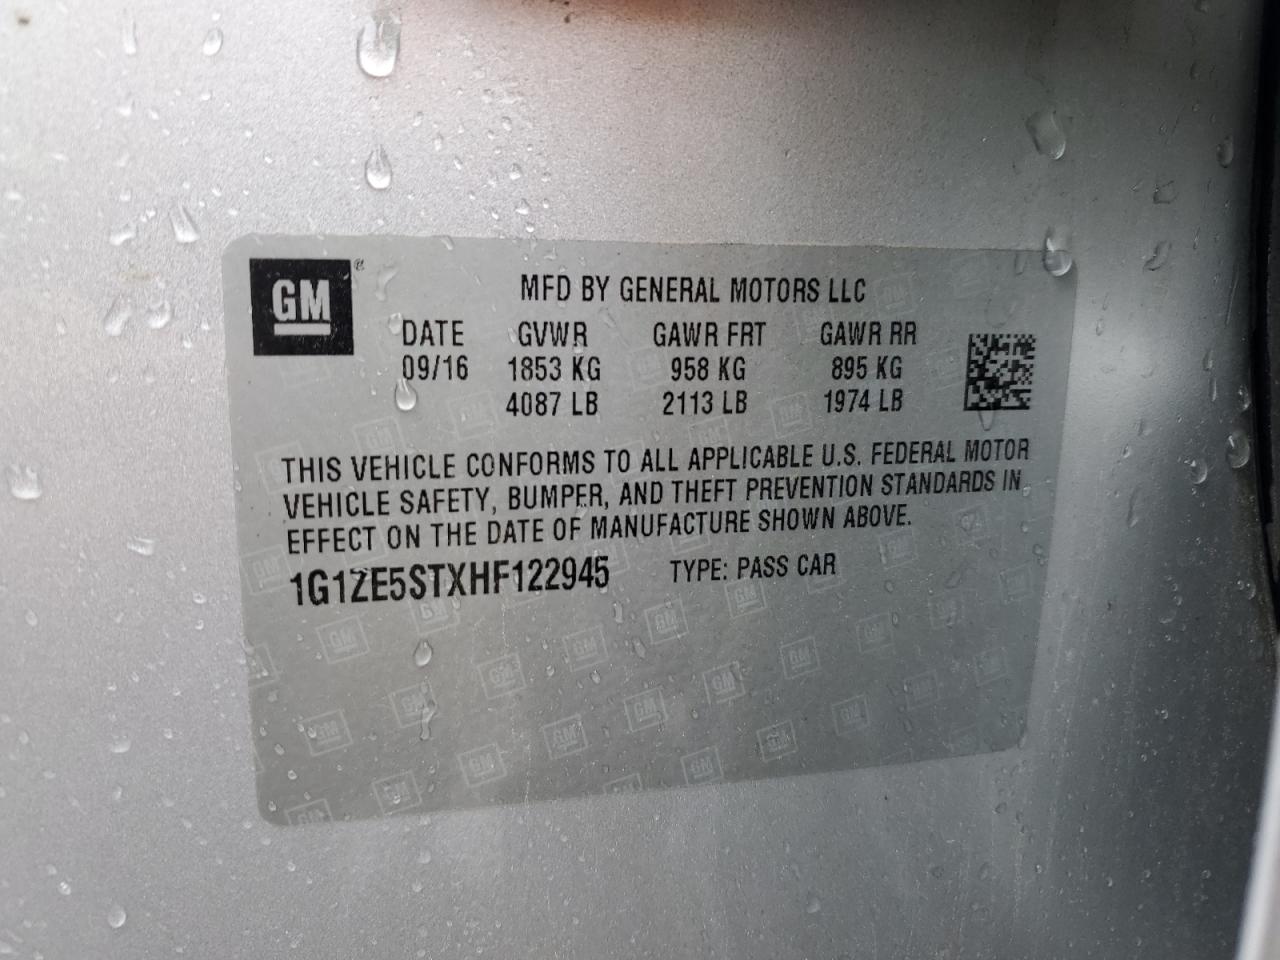 GM®
MFD BY GENERAL MOTORS LLC
DATE GVWR GAWR FRT GAWR RR
09/16 1853 KG 958 KG 895 KG
4087 LB 2113 LB 1974 LB
THIS VEHICLE CONFORMS TO ALL APPLICABLE U.S. FEDERAL MOTOR
VEHICLE SAFETY, BUMPER, AND THEFT PREVENTION STANDARDS IN
EFFECT ON THE DATE OF MANUFACTURE SHOWN ABOVE.
1G1ZE5STXHF122945 TYPE: PASS CAR